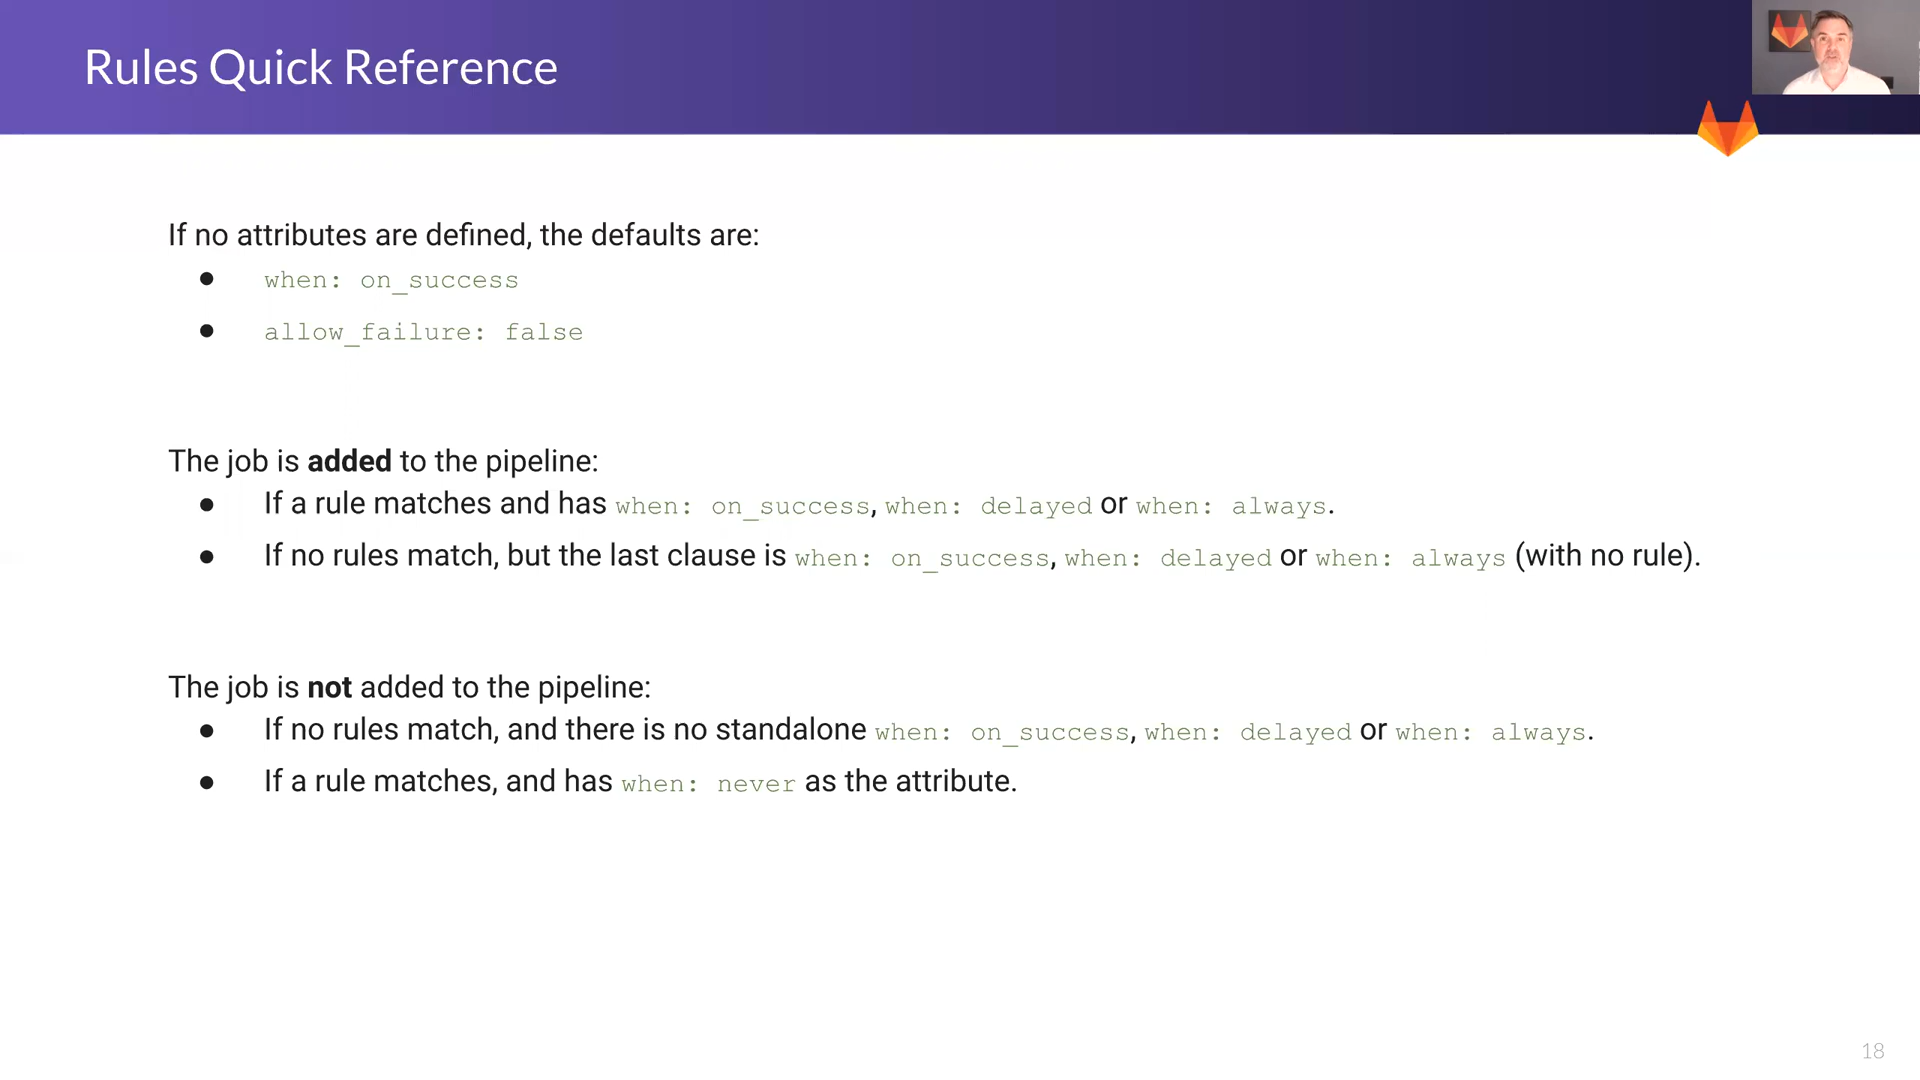 Rules Quick Reference
If no attributes are defined, the defaults are:
● when: on_success
● allow_failure: false
The job is added to the pipeline:
● If a rule matches and has when: on_success, when: delayed or when: always.
● If no rules match, but the last clause is when: on_success, when: delayed or when: always (with no rule).
The job is not added to the pipeline:
● If no rules match, and there is no standalone when: on_success, when: delayed or when: always.
● If a rule matches, and has when: never as the attribute.
18